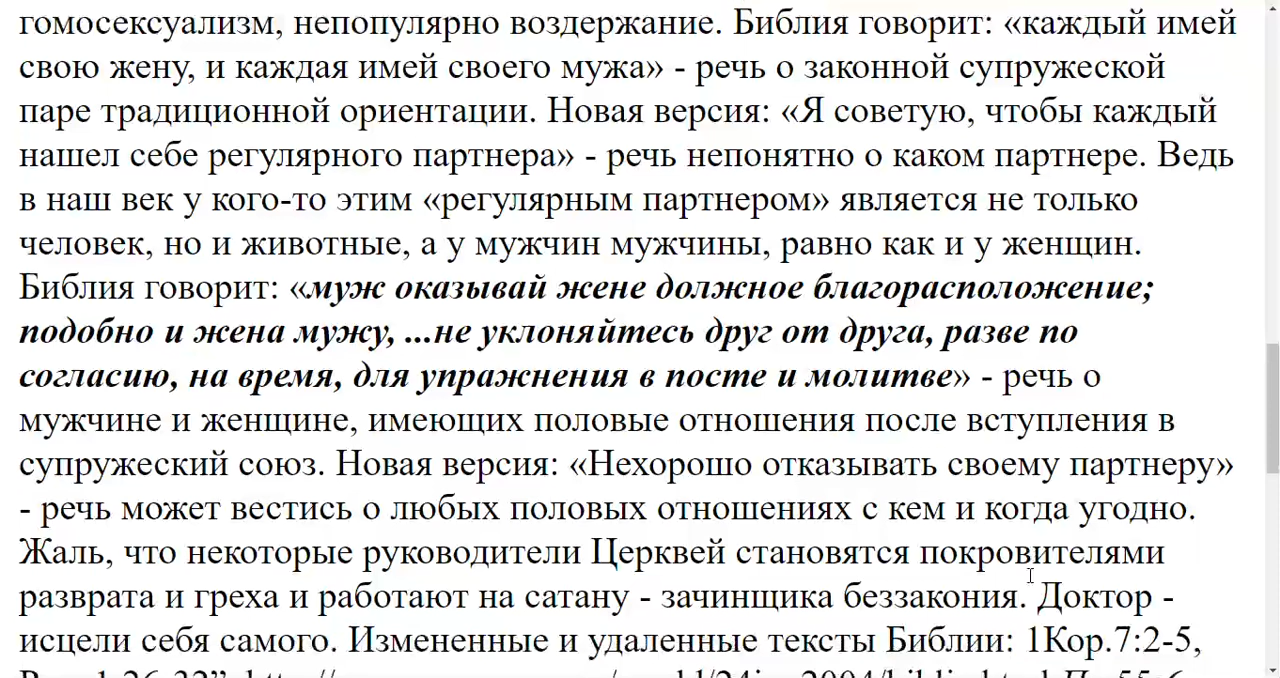 гомосексуализм, непопулярно воздержание. Библия говорит: «каждый имей
свою жену, и каждая имей своего мужа» - речь о законной супружеской
паре традиционной ориентации. Новая версия: «Я советую, чтобы каждый
нашел себе регулярного партнера» - речь непонятно о каком партнере. Ведь
в наш век у кого-то этим «регулярным партнером» является не только
человек, но и животные, а у мужчин мужчины, равно как и у женщин.
Библия говорит: «муж оказывай жене должное благорасположение;
подобно и жена мужу, ...не уклоняйтесь друг от друга, разве по
согласию, на время, для упражнения в посте и молитве» - речь о
мужчине и женщине, имеющих половые отношения после вступления в
супружеский союз. Новая версия: «Нехорошо отказывать своему партнеру»
- речь может вестись о любых половых отношениях с кем и когда угодно.
Жаль, что некоторые руководители Церквей становятся покровителями
разврата и греха и работают на сатану - зачинщика беззакония. Доктор -
исцели себя самого. Измененные и удаленные тексты Библии: 1Кор.7:2-5,